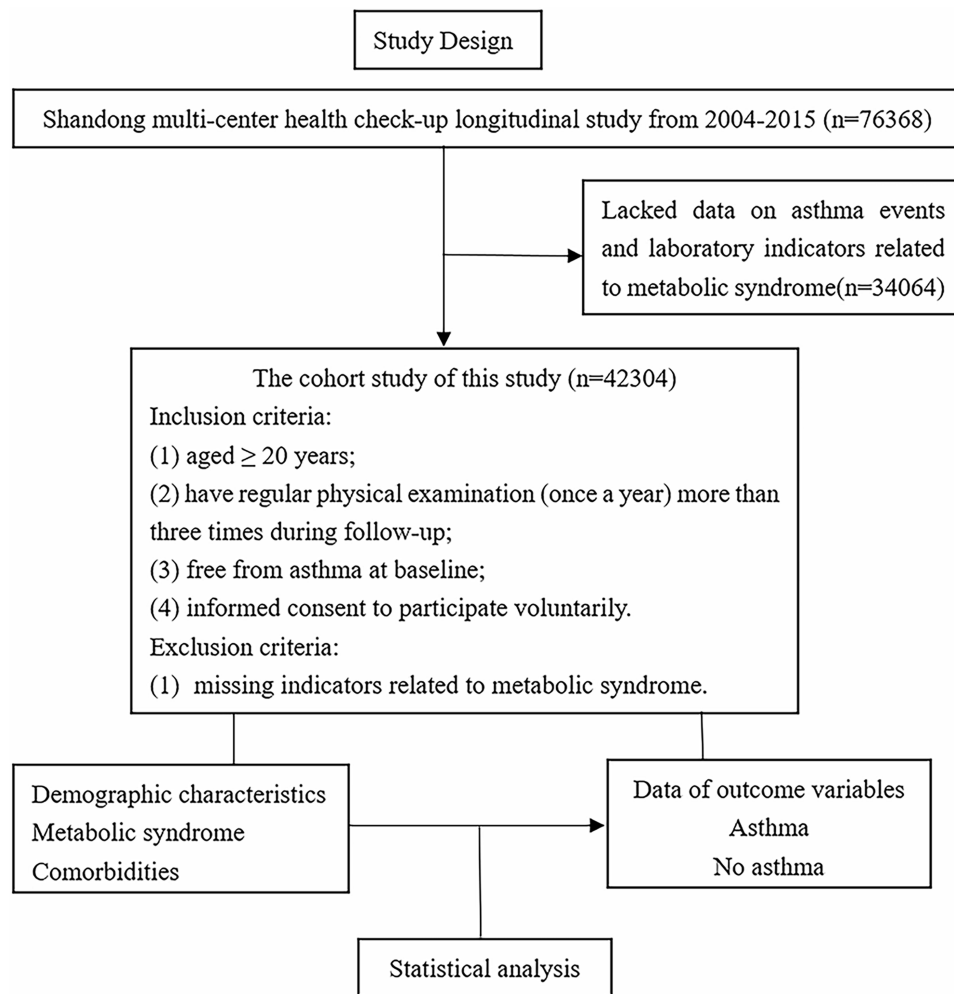 Study Design
Shandong multi-center health check-up longitudinal study from 2004-2015 (n=76368)
Lacked data on asthma events
and laboratory indicators related
to metabolic syndrome(n=34064)
The cohort study of this study (n=42304)
Inclusion criteria:
(1) aged ≥ 20 years;
(2) have regular physical examination (once a year) more than
three times during follow-up;
(3) free from asthma at baseline;
(4) informed consent to participate voluntarily.
Exclusion criteria:
(1) missing indicators related to metabolic syndrome.
Demographic characteristics
Metabolic syndrome
Comorbidities
Data of outcome variables
Asthma
No asthma
Statistical analysis